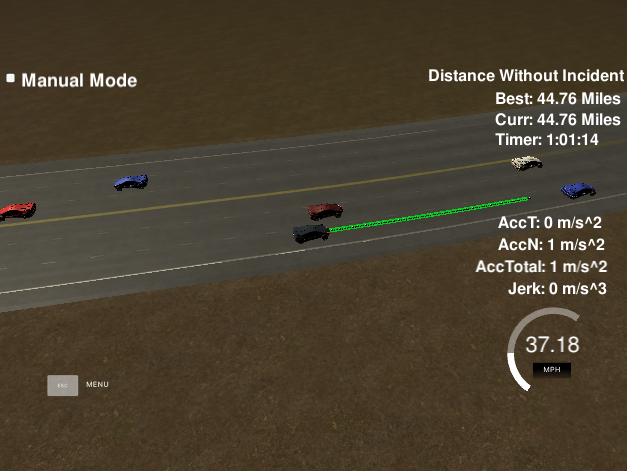 Manual Mode
Distance Without Incident
Best: 44.76 Miles
Curr: 44.76 Miles
Timer: 1:01:14
AccT: 0 m/s^2
AccN: 1 m/s^2
AccTotal: 1 m/s^2
Jerk: 0 m/s^3
37.18
MPH
ESC MENU